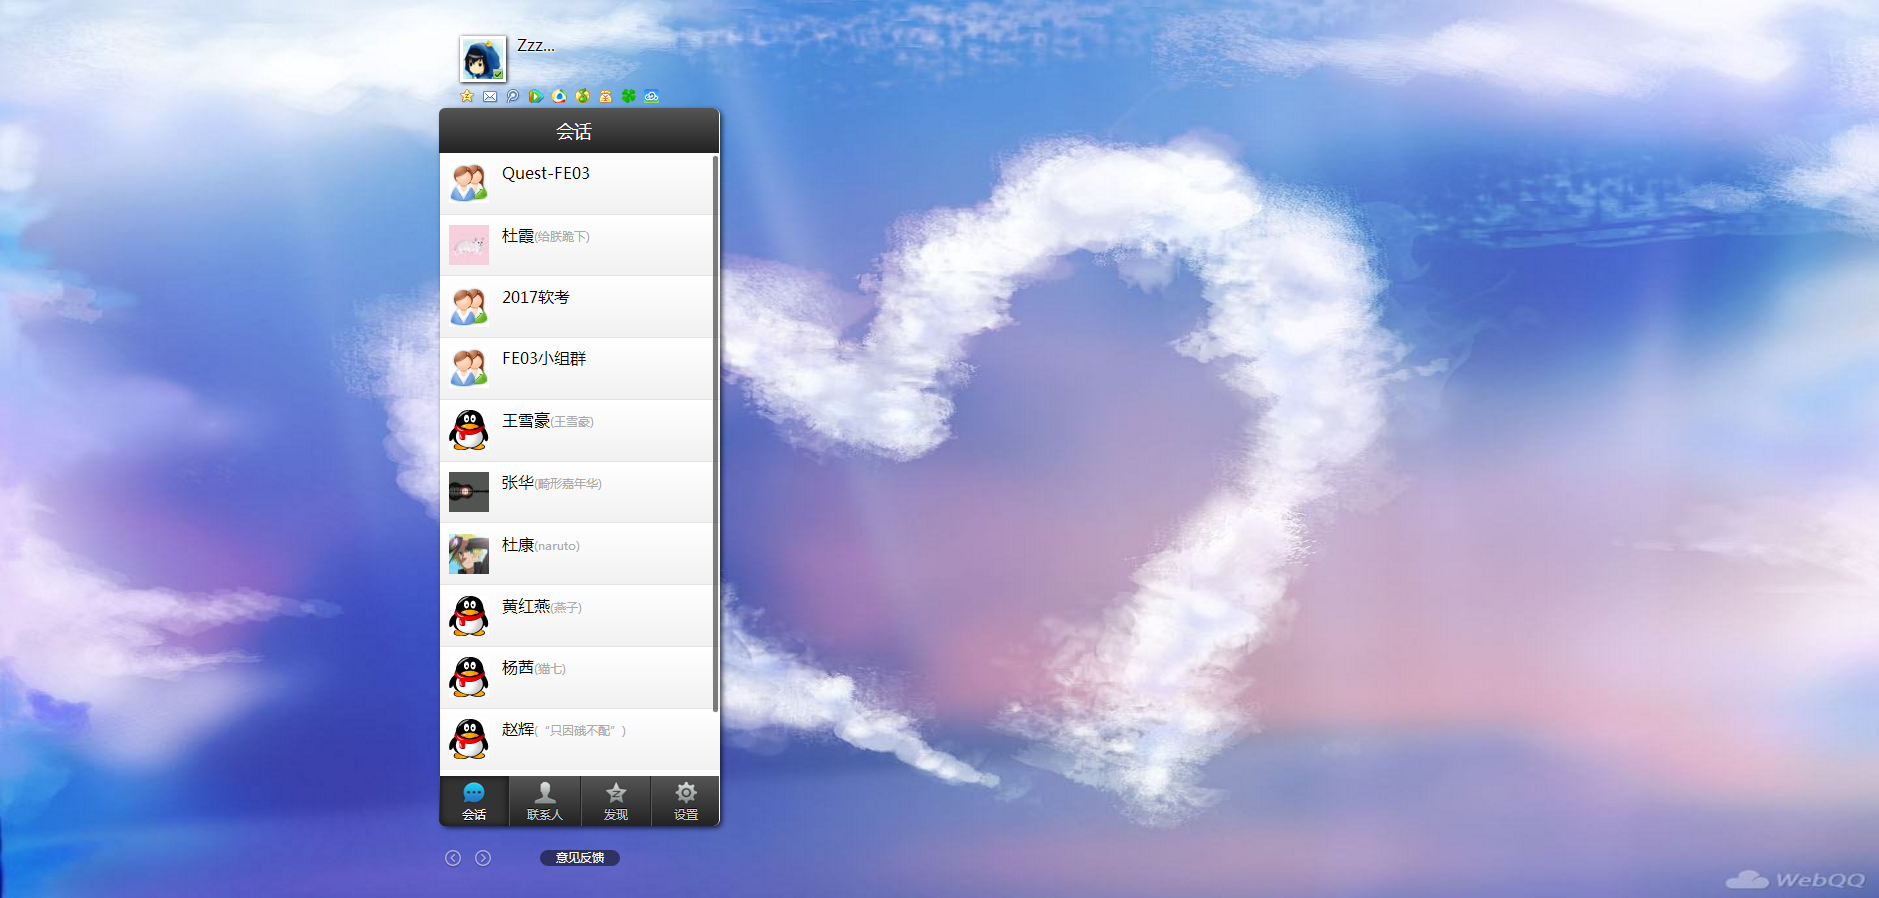 Zzz...
会话
Quest-FE03
杜霞(给朕跪下)
2017软考
FE03小组群
王雪豪(王雪豪)
张华(畸形嘉年华)
杜康(naruto)
黄红燕(燕子)
杨茜(猫七)
赵辉(“只因硪不配”)
会话 联系人 发现 设置
意见反馈
WebQQ